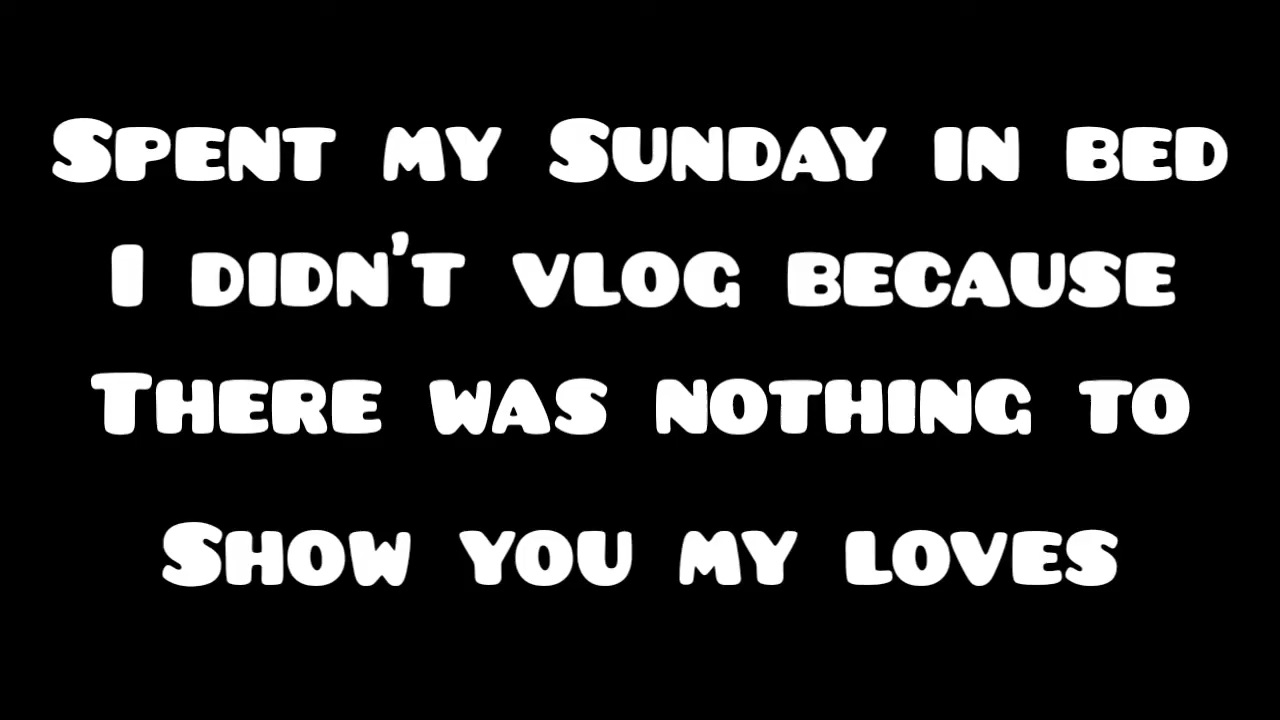 Spent my Sunday in bed
I didn't vlog because
There was nothing to
Show you my loves